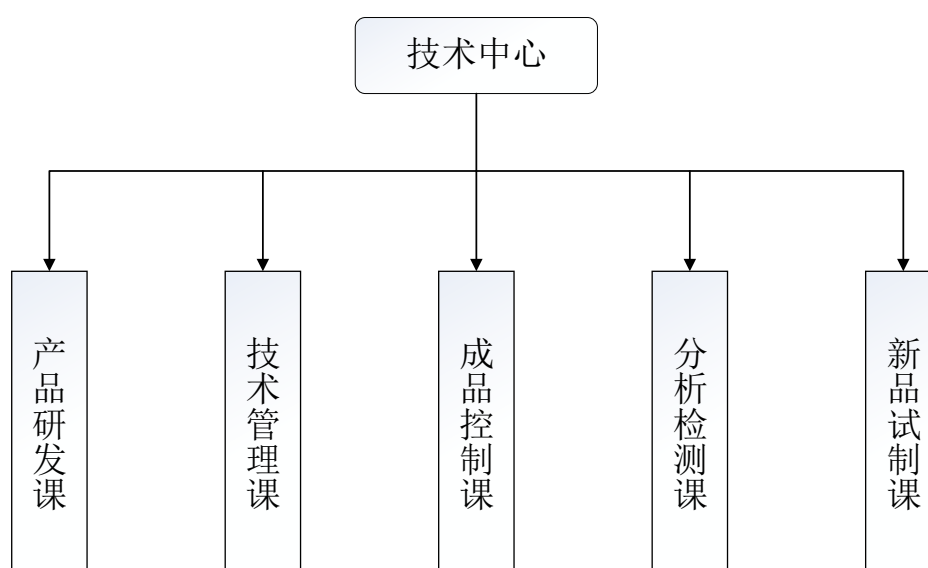 技术中心
产品研发课
技术管理课
成品控制课
分析检测课
新品试制课